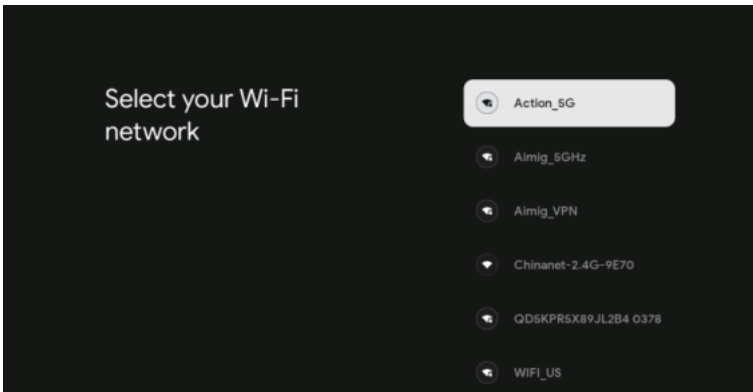 Select your Wi-Fi
network
Action_5G
Aimig_5GHz
Aimig_VPN
Chinanet-2.4G-9E70
QD5KPR5X89JL2B4 0378
WIFI_US